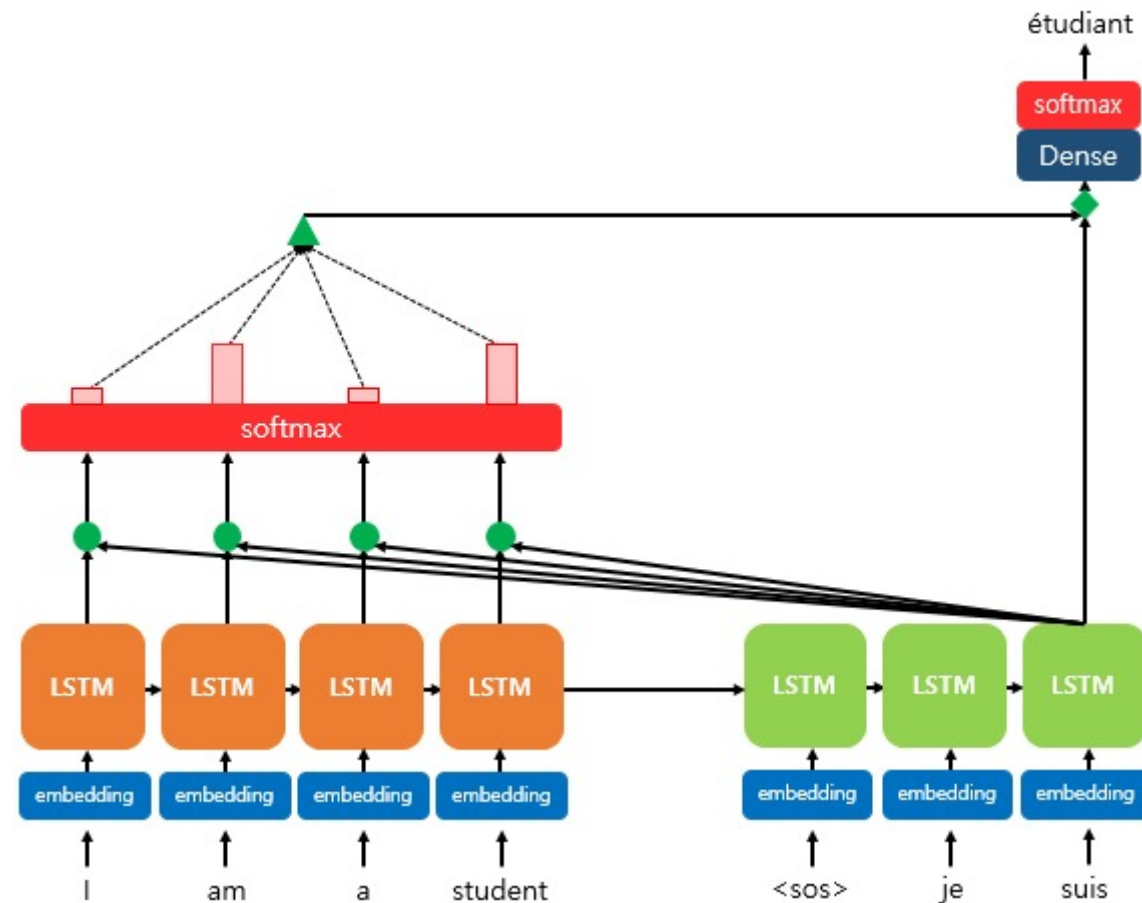 étudiant
softmax
Dense
softmax
LSTM LSTM LSTM LSTM LSTM LSTM LSTM
embedding embedding embedding embedding embedding embedding embedding
I am a student <sos> je suis